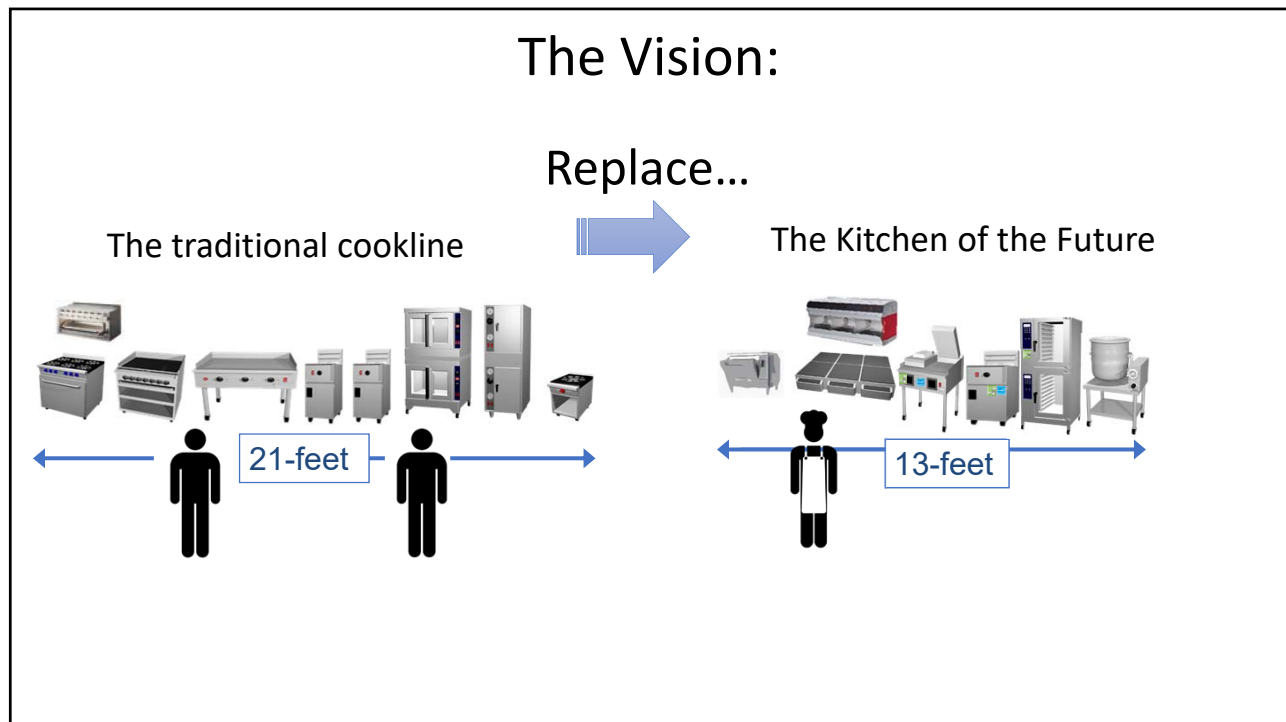 The Vision:
Replace…
The traditional cookline
The Kitchen of the Future
21-feet
13-feet